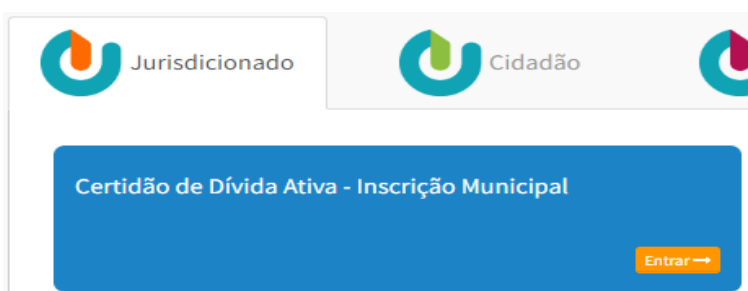 Jurisdicionado
Cidadão
Certidão de Dívida Ativa - Inscrição Municipal
Entrar→